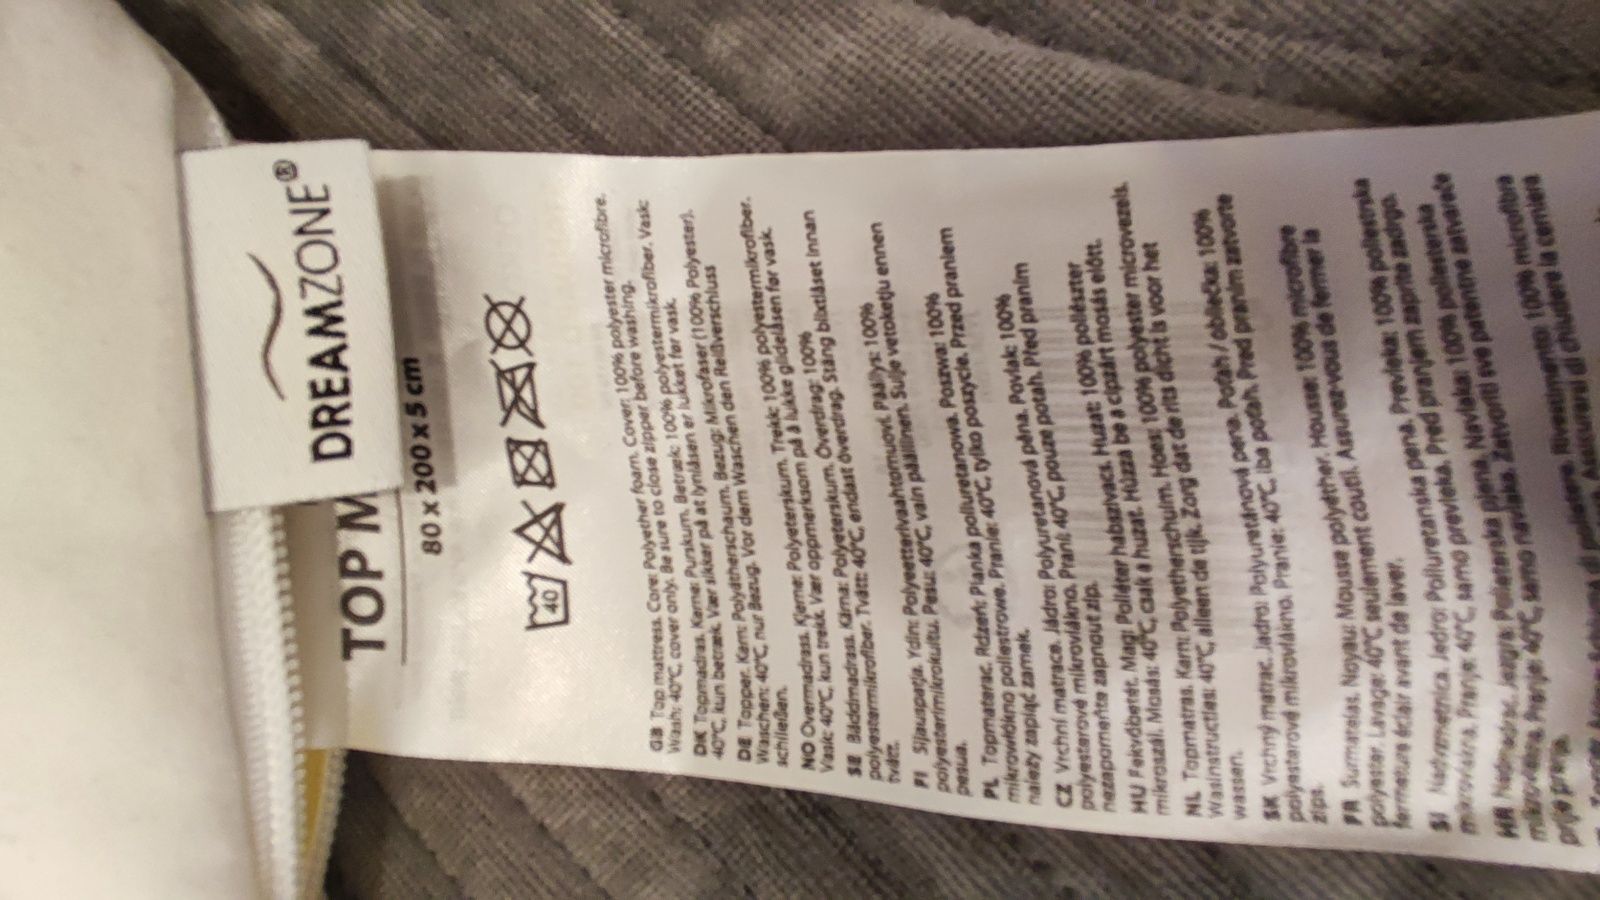 DREAMZONE®
TOP M
80 x 200 x 5 cm
40
GB Top mattress. Core: Polyether foam. Cover: 100% polyester microfibre.
Wash: 40°C, cover only. Be sure to close zipper before washing.
DK Topmadras. Kerne: Purskum. Betræk: 100% polyestermikrofiber. Vask:
40°C, kun betræk. Vær sikker på at lynlåsen er lukket før vask.
DE Topper. Kern: Polyätherschaum. Bezug: Mikrofaser (100% Polyester).
Waschen: 40°C, nur Bezug. Vor dem Waschen den Reißverschluss
schließen.
NO Overmadrass. Kjerne: Polyeterskum. Trekk: 100% polyestermikrofiber.
Vask: 40°C, kun trekk. Vær oppmerksom på å lukke glidelåsen før vask.
SE Bäddmadrass. Kärna: Polyeterskum. Överdrag: 100%
polyestermikrofiber. Tvätt: 40°C, endast överdrag. Stäng blixtlåset innan
tvätt.
FI Sijauspatja. Ydin: Polyeetterivaahtomuovi. Päällys: 100%
polyesterimikrokuitu. Pesu: 40°C, vain päällinen. Sulje vetoketju ennen
pesua.
PL Topmaterac. Rdzeń: Pianka poliuretanowa. Poszwa: 100%
mikrowłókno poliestrowe. Pranie: 40°C, tylko poszycie. Przed praniem
należy zapiąć zamek.
CZ Vrchní matrace. Jádro: Polyuretanová pěna. Povlak: 100%
polyesterové mikrovlákno. Praní: 40°C, pouze potah. Před praním
nezapomeňte zapnout zip.
HU Fekvőbetét. Mag: Poliéter habszivacs. Huzat: 100% poliészter
mikroszál. Mosás: 40°C, csak a huzat. Húzza be a cipzárt mosás előtt.
NL Topmatras. Kern: Polyetherschuim. Hoes: 100% polyester microvezels.
Wasinstructies: 40°C, alleen de tijk. Zorg dat de rits dicht is voor het
wassen.
SK Vrchný matrac. Jadro: Polyuretánová pena. Poťah / obliečka: 100%
polyestarové mikrovlákno. Pranie: 40°C, iba poťah. Pred praním zatvorte
zips.
FR Surmatelas. Noyau: Mousse polyéther. Housse: 100% microfibre
polyester. Lavage: 40°C seulement coutil. Assurez-vous de fermer la
fermeture éclair avant de laver.
SI Nadvzmetnica. Jedro: Poliuretanska pena. Prevleka: 100% poliestrska
mikrovlakna. Pranje: 40°C, samo prevleka. Pred pranjem zaprite zadrgo.
HR Nadmadrac. Jezgra: Polieterska pjena. Navlaka: 100% poliesterska
mikrovlakna. Pranje: 40°C, samo navlaka. Zatvoriti sve patentne zatvarače
prije pranja.
Rivestimento: 100% microfibra
Assicurarsi di chiudere la cerniera